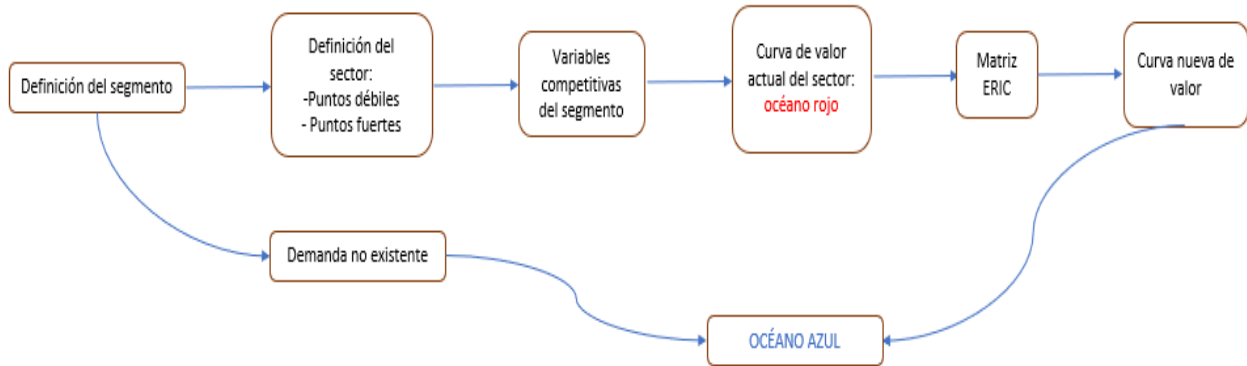 Definición del segmento
Definición del
sector:
-Puntos débiles
- Puntos fuertes
Variables
competitivas
del segmento
Curva de valor
actual del sector:
océano rojo
Matriz
ERIC
Curva nueva de
valor
Demanda no existente
OCÉANO AZUL